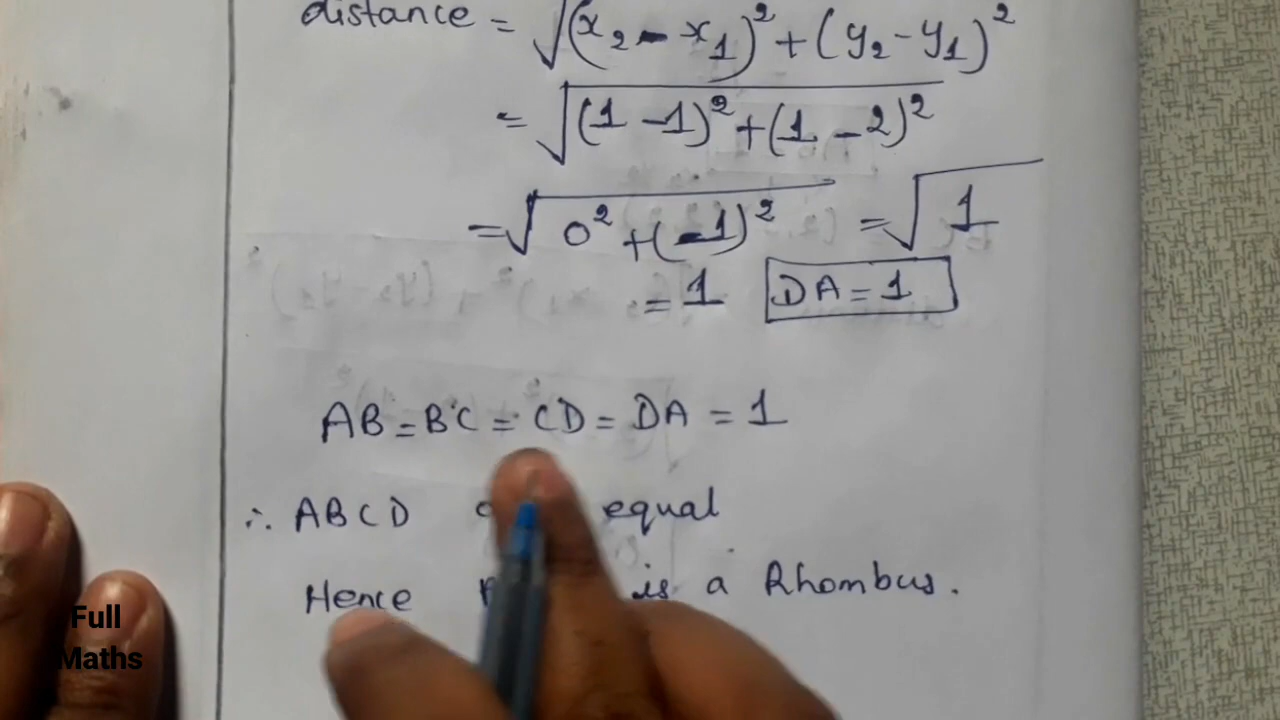 distance = √(x₂ - x₁)² + (y₂ - y₁)²
= √(1 - 1)² + (1 - 2)²
= √0² + (-1)² = √1
= 1 DA = 1
AB = BC = CD = DA = 1
∴ ABCD equal
Hence is a Rhombus.
Full
Maths